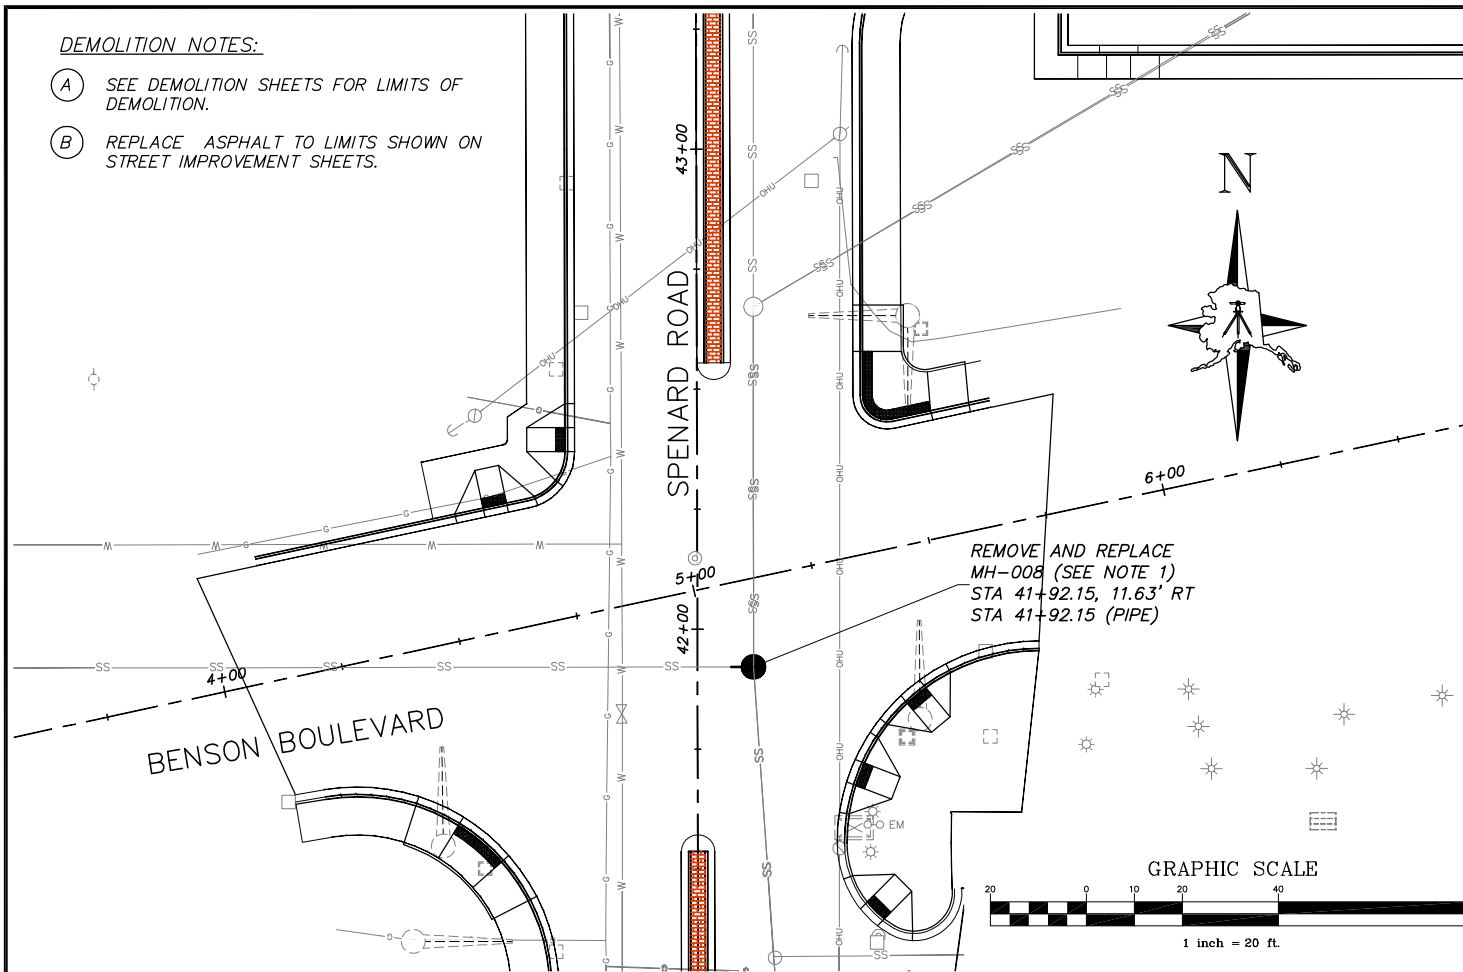 DEMOLITION NOTES:
A SEE DEMOLITION SHEETS FOR LIMITS OF
DEMOLITION.
B REPLACE ASPHALT TO LIMITS SHOWN ON
STREET IMPROVEMENT SHEETS.
43+00
N
SPENARD ROAD
6+00
5+00
REMOVE AND REPLACE
MH-008 (SEE NOTE 1)
STA 41+92.15, 11.63' RT
STA 41+92.15 (PIPE)
42+00
4+00
BENSON BOULEVARD
EM
GRAPHIC SCALE
20 0 10 20 40
1 inch = 20 ft.